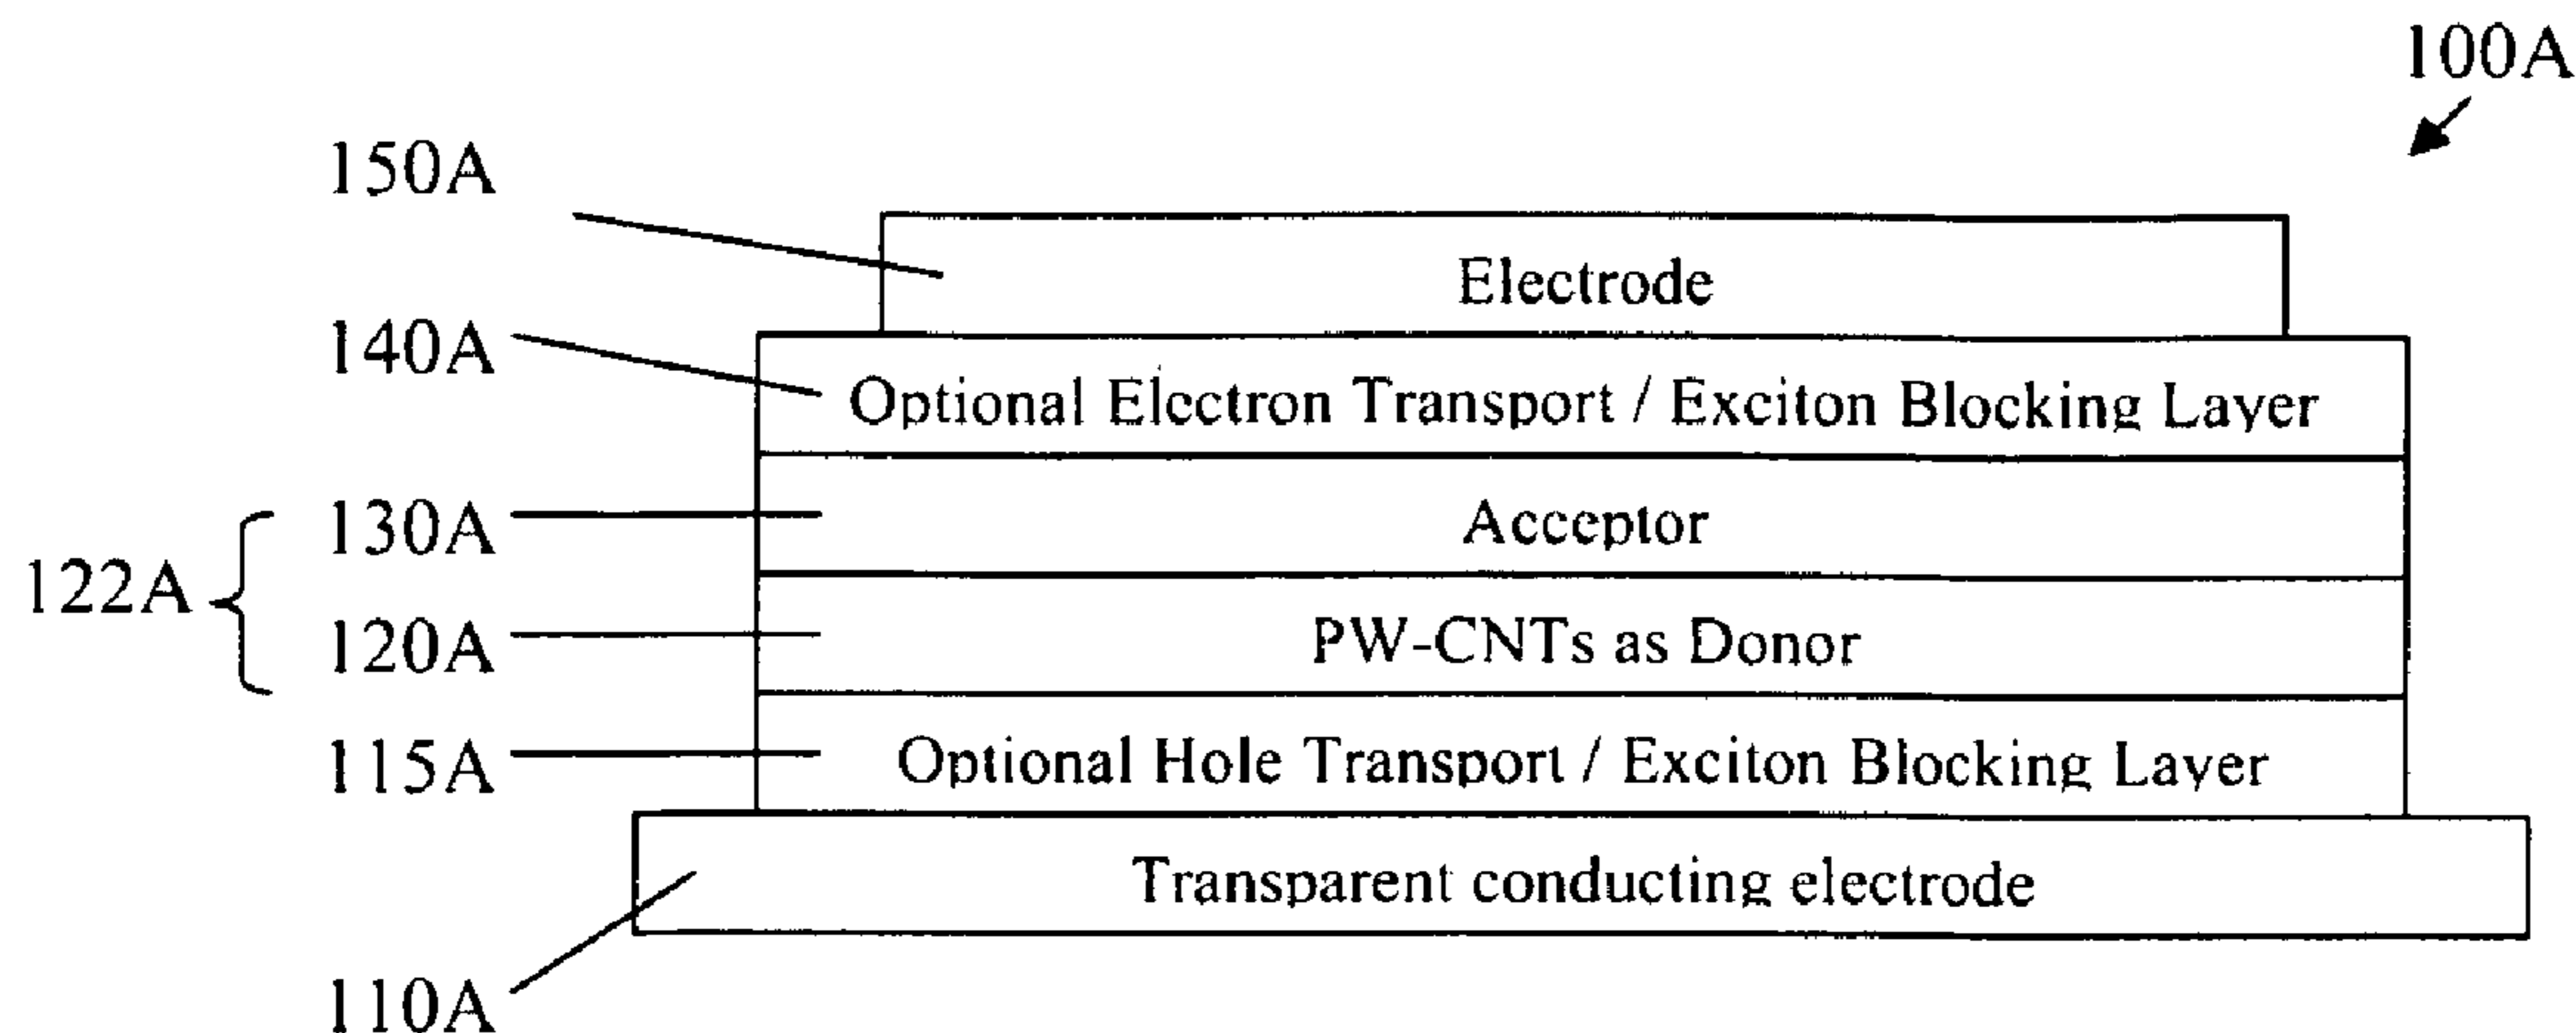 100A
150A
Electrode
140A
Optional Electron Transport / Exciton Blocking Layer
130A
Acceptor
122A
120A
PW-CNTs as Donor
115A
Optional Hole Transport / Exciton Blocking Layer
Transparent conducting electrode
110A